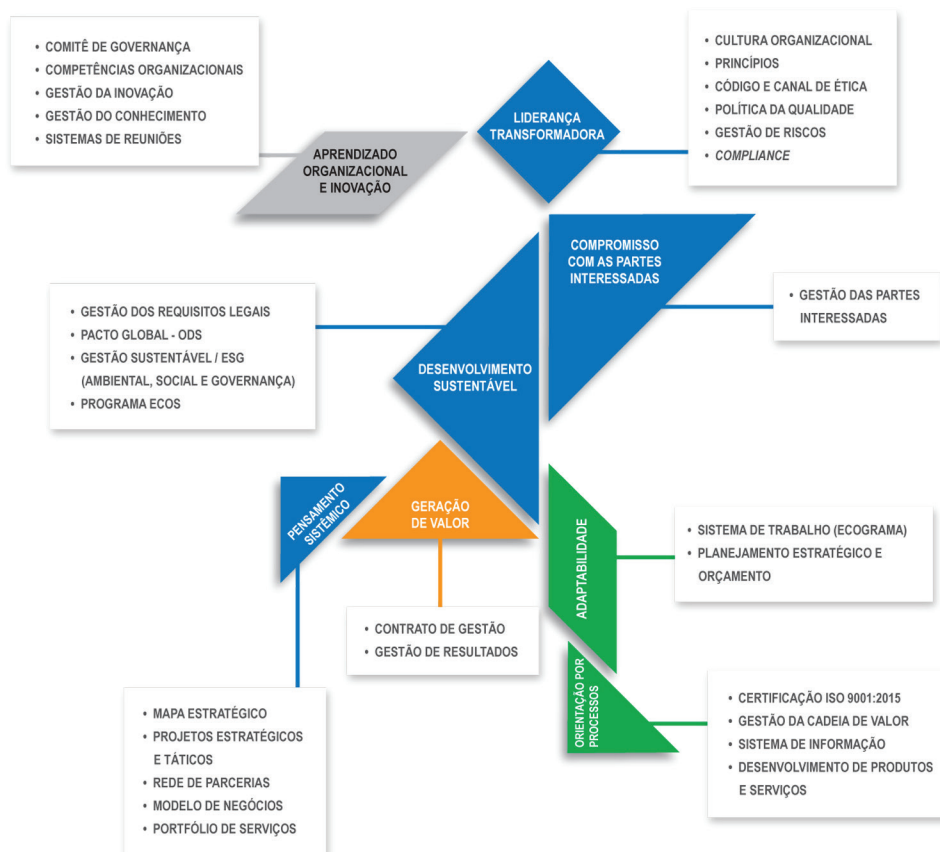 • COMITÊ DE GOVERNANÇA
• COMPETÊNCIAS ORGANIZACIONAIS
• GESTÃO DA INOVAÇÃO
• GESTÃO DO CONHECIMENTO
• SISTEMAS DE REUNIÕES
APRENDIZADO
ORGANIZACIONAL
E INOVAÇÃO
LIDERANÇA
TRANSFORMADORA
• CULTURA ORGANIZACIONAL
• PRINCÍPIOS
• CÓDIGO E CANAL DE ÉTICA
• POLÍTICA DA QUALIDADE
• GESTÃO DE RISCOS
• COMPLIANCE
COMPROMISSO
COM AS PARTES
INTERESSADAS
• GESTÃO DAS PARTES
INTERESSADAS
• GESTÃO DOS REQUISITOS LEGAIS
• PACTO GLOBAL - ODS
• GESTÃO SUSTENTÁVEL / ESG
(AMBIENTAL, SOCIAL E GOVERNANÇA)
• PROGRAMA ECOS
DESENVOLVIMENTO
SUSTENTÁVEL
PENSAMENTO
SISTÊMICO
GERAÇÃO
DE VALOR
ADAPTABILIDADE
• SISTEMA DE TRABALHO (ECOGRAMA)
• PLANEJAMENTO ESTRATÉGICO E
ORÇAMENTO
• CONTRATO DE GESTÃO
• GESTÃO DE RESULTADOS
ORIENTAÇÃO POR
PROCESSOS
• MAPA ESTRATÉGICO
• PROJETOS ESTRATÉGICOS
E TÁTICOS
• REDE DE PARCERIAS
• MODELO DE NEGÓCIOS
• PORTFÓLIO DE SERVIÇOS
• CERTIFICAÇÃO ISO 9001:2015
• GESTÃO DA CADEIA DE VALOR
• SISTEMA DE INFORMAÇÃO
• DESENVOLVIMENTO DE PRODUTOS
E SERVIÇOS